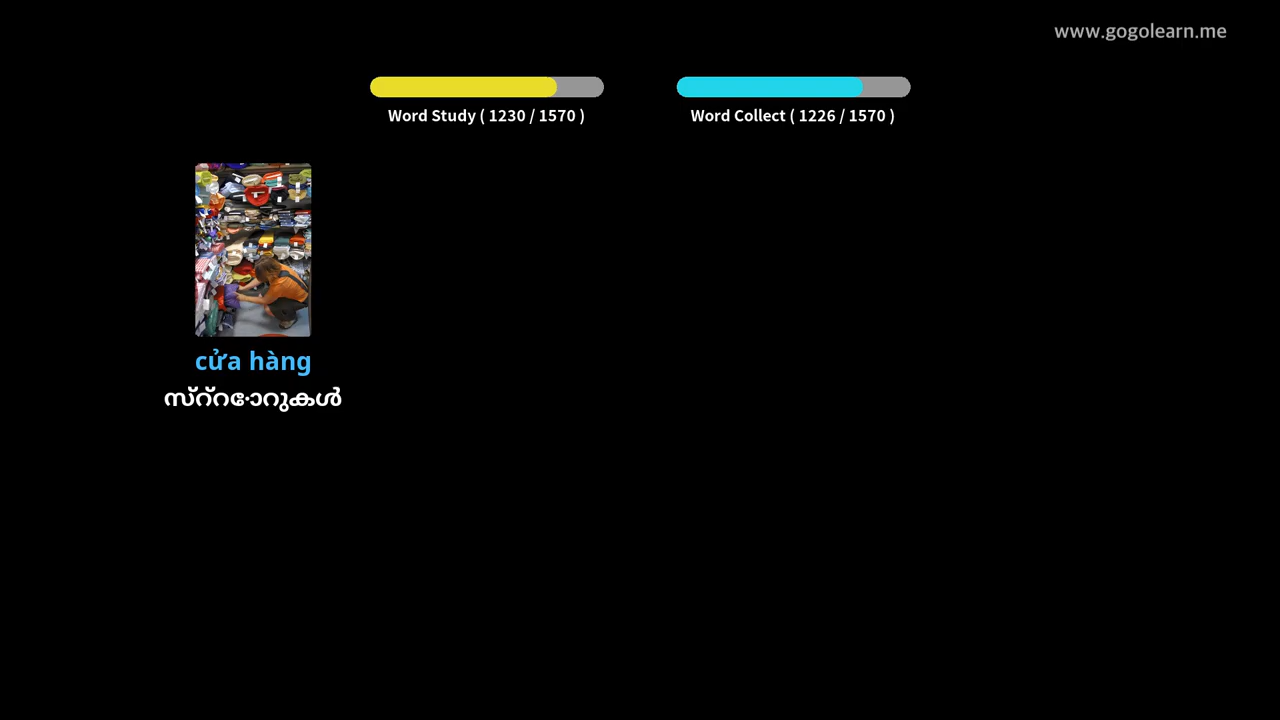 www.gogolearn.me
Word Study ( 1230 / 1570 )
Word Collect ( 1226 / 1570 )
cửa hàng
സ്റ്റോറുകൾ